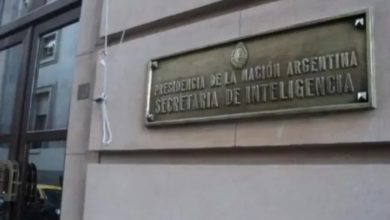 PRESIDENCIA DE LA NACIÓN ARGENTINA
SECRETARIA DE INTELIGENCIA